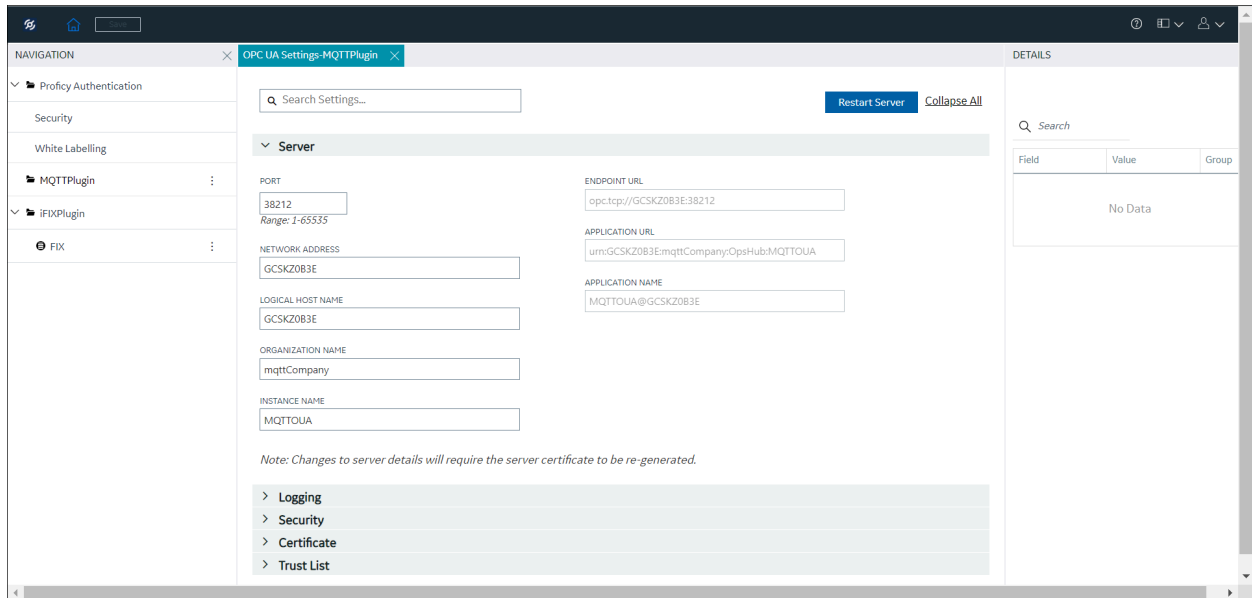 Save
NAVIGATION
OPC UA Settings-MQTTPlugin
DETAILS
Proficy Authentication
Security
White Labelling
MQTTPlugin
iFIXPlugin
FIX
Search Settings...
Restart Server
Collapse All
Server
PORT
38212
Range: 1-65535
NETWORK ADDRESS
GCSKZ0B3E
LOGICAL HOST NAME
GCSKZ0B3E
ORGANIZATION NAME
mqttCompany
INSTANCE NAME
MQTTOUA
ENDPOINT URL
opc.tcp://GCSKZ0B3E:38212
APPLICATION URL
urn:GCSKZ0B3E:mqttCompany:OpsHub:MQTTOUA
APPLICATION NAME
MQTTOUA@GCSKZ0B3E
Note: Changes to server details will require the server certificate to be re-generated.
Logging
Security
Certificate
Trust List
Search
Field Value Group
No Data